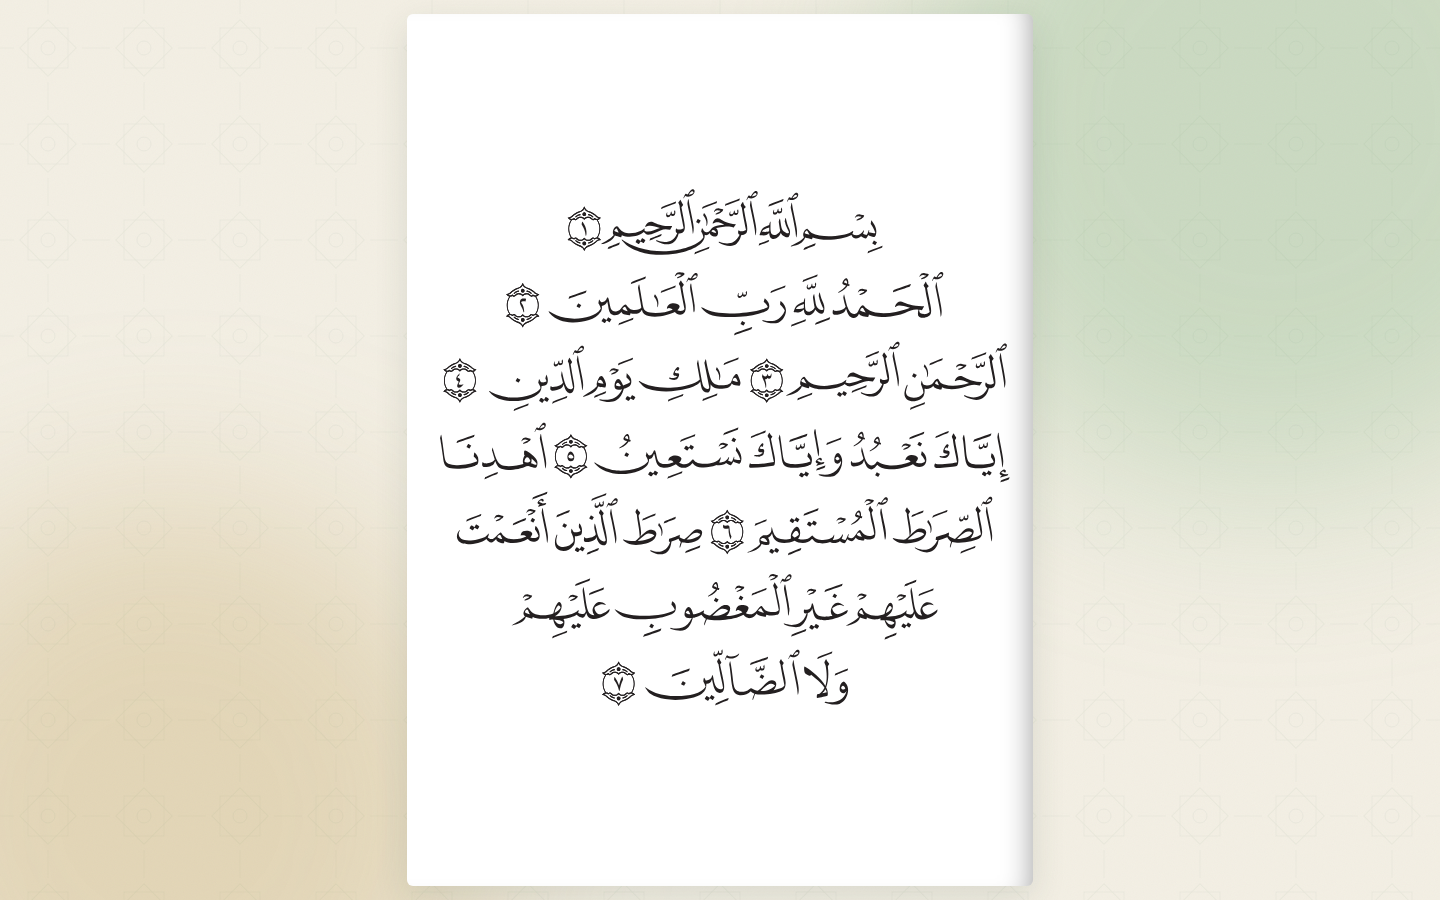 بِسْمِ ٱللَّهِ ٱلرَّحْمَٰنِ ٱلرَّحِيمِ ١
ٱلْحَمْدُ لِلَّهِ رَبِّ ٱلْعَٰلَمِينَ ٢
ٱلرَّحْمَٰنِ ٱلرَّحِيمِ ٣ مَٰلِكِ يَوْمِ ٱلدِّينِ ٤
إِيَّاكَ نَعْبُدُ وَإِيَّاكَ نَسْتَعِينُ ٥ ٱهْدِنَا
ٱلصِّرَٰطَ ٱلْمُسْتَقِيمَ ٦ صِرَٰطَ ٱلَّذِينَ أَنْعَمْتَ
عَلَيْهِمْ غَيْرِ ٱلْمَغْضُوبِ عَلَيْهِمْ
وَلَا ٱلضَّآلِّينَ ٧